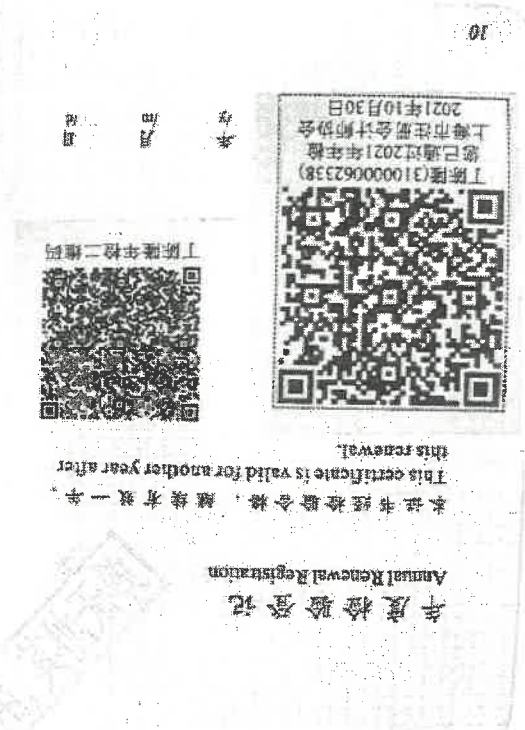 年度检验登记
Annual Renewal Registration
本证书经检验合格，继续有效一年。
This certificate is valid for another year after
this renewal.
丁陈隆(310000062338)
您已通过2021年年检
上海市注册会计师协会
2021年10月30日
丁陈隆年检二维码
年 月 日
/y /m /d
10